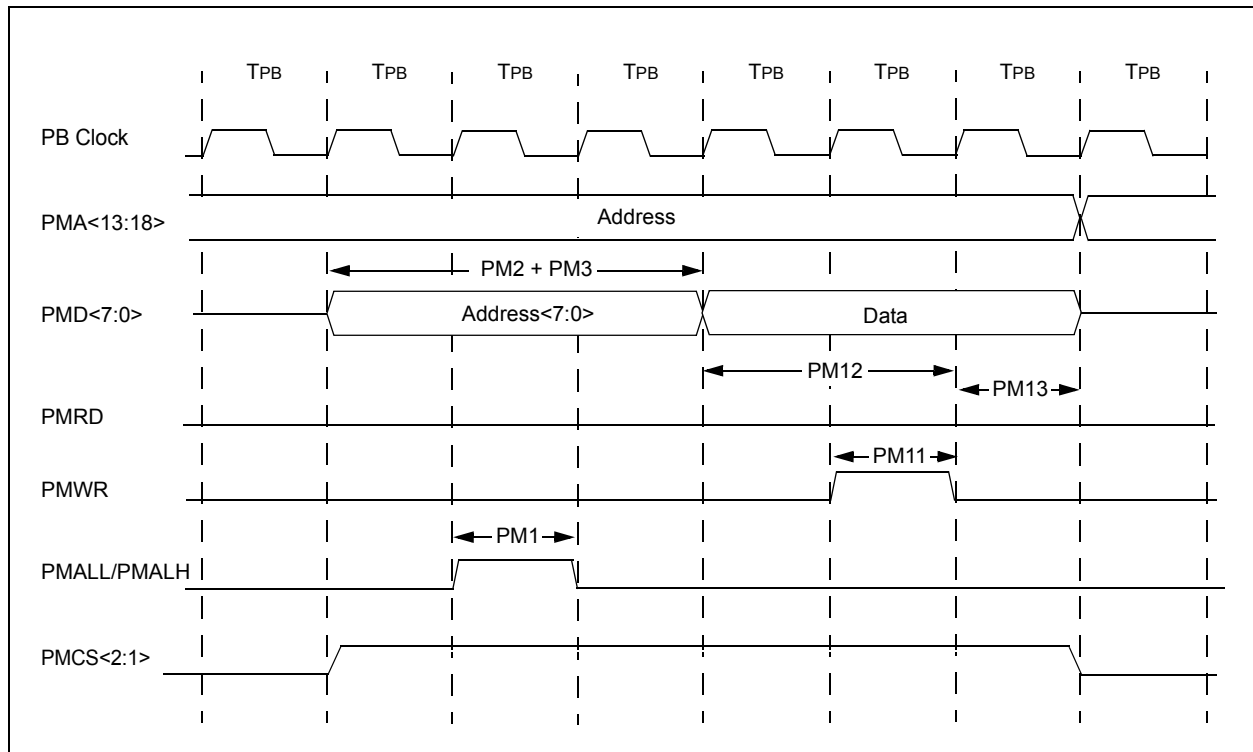 TPB TPB TPB TPB TPB TPB TPB TPB
PB Clock
PMA<13:18>
Address
PM2 + PM3
PMD<7:0>
Address<7:0>
Data
PM12
PM13
PMRD
PM11
PMWR
PM1
PMALL/PMALH
PMCS<2:1>